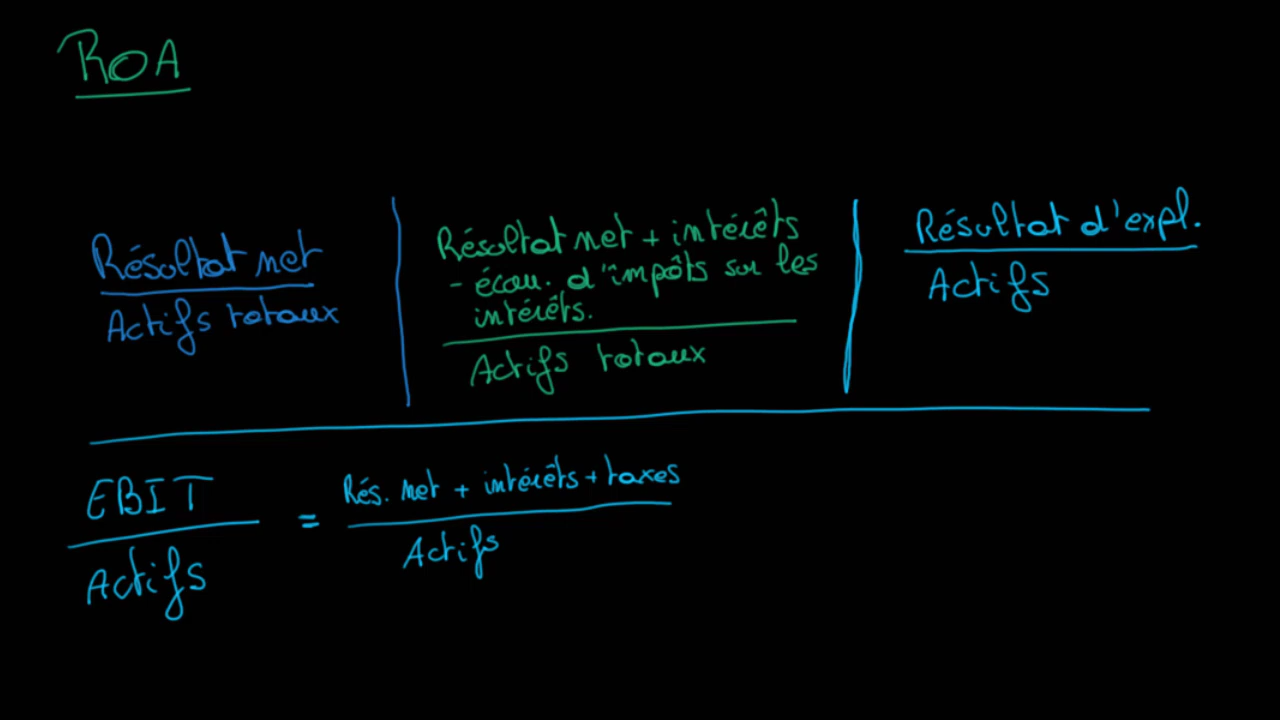 ROA
Résultat net
Actifs totaux
Résultat net + intérêts
- écon. d'impôts sur les
intérêts.
Actifs totaux
Résultat d'expl.
Actifs
EBIT
Actifs
=
Rés. net + intérêts + taxes
Actifs